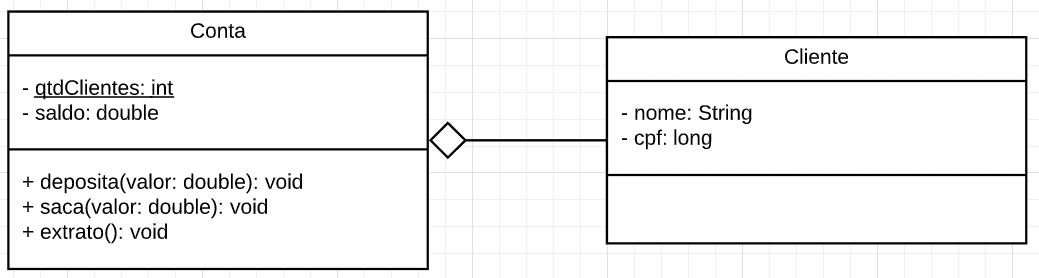 Conta
- qtdClientes: int
- saldo: double
+ deposita(valor: double): void
+ saca(valor: double): void
+ extrato(): void
Cliente
- nome: String
- cpf: long